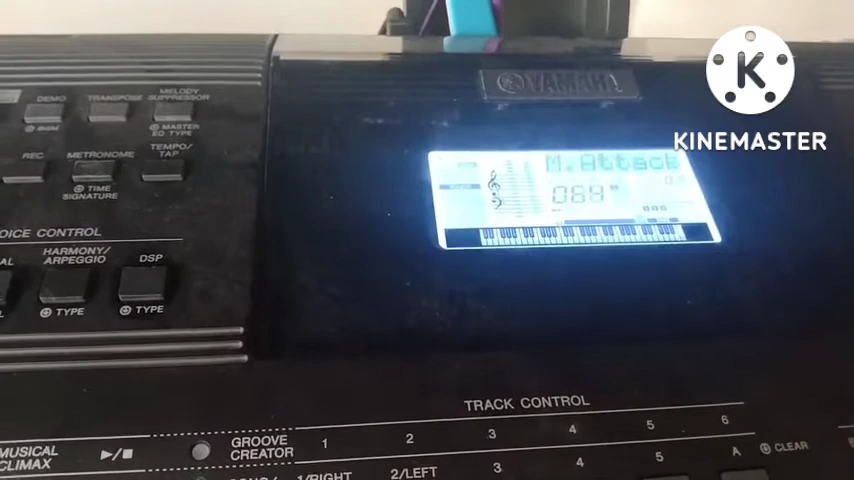 YAMAHA
K
KINEMASTER
DEMO
TRANSPOSE
MELODY
SUPPRESSOR
BGM
MASTER
EQ TYPE
REC
METRONOME
TEMPO/
TAP
TIME
SIGNATURE
M.Attack
064
OICE CONTROL
HARMONY/
ARPEGGIO
DSP
TYPE
TYPE
TRACK CONTROL
MUSICAL
CLIMAX
GROOVE
CREATOR
1
2
3
4
5
6
1/RIGHT
2/LEFT
3
4
5
A
CLEAR